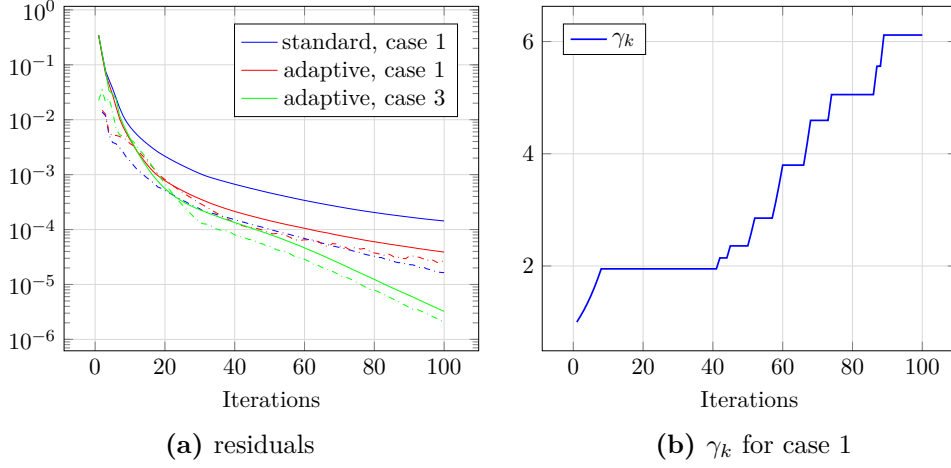 10^0
10^−1
10^−2
10^−3
10^−4
10^−5
10^−6
standard, case 1
adaptive, case 1
adaptive, case 3
0 20 40 60 80 100
Iterations
(a) residuals
6
4
2
γ_k
0 20 40 60 80 100
Iterations
(b) γ_k for case 1